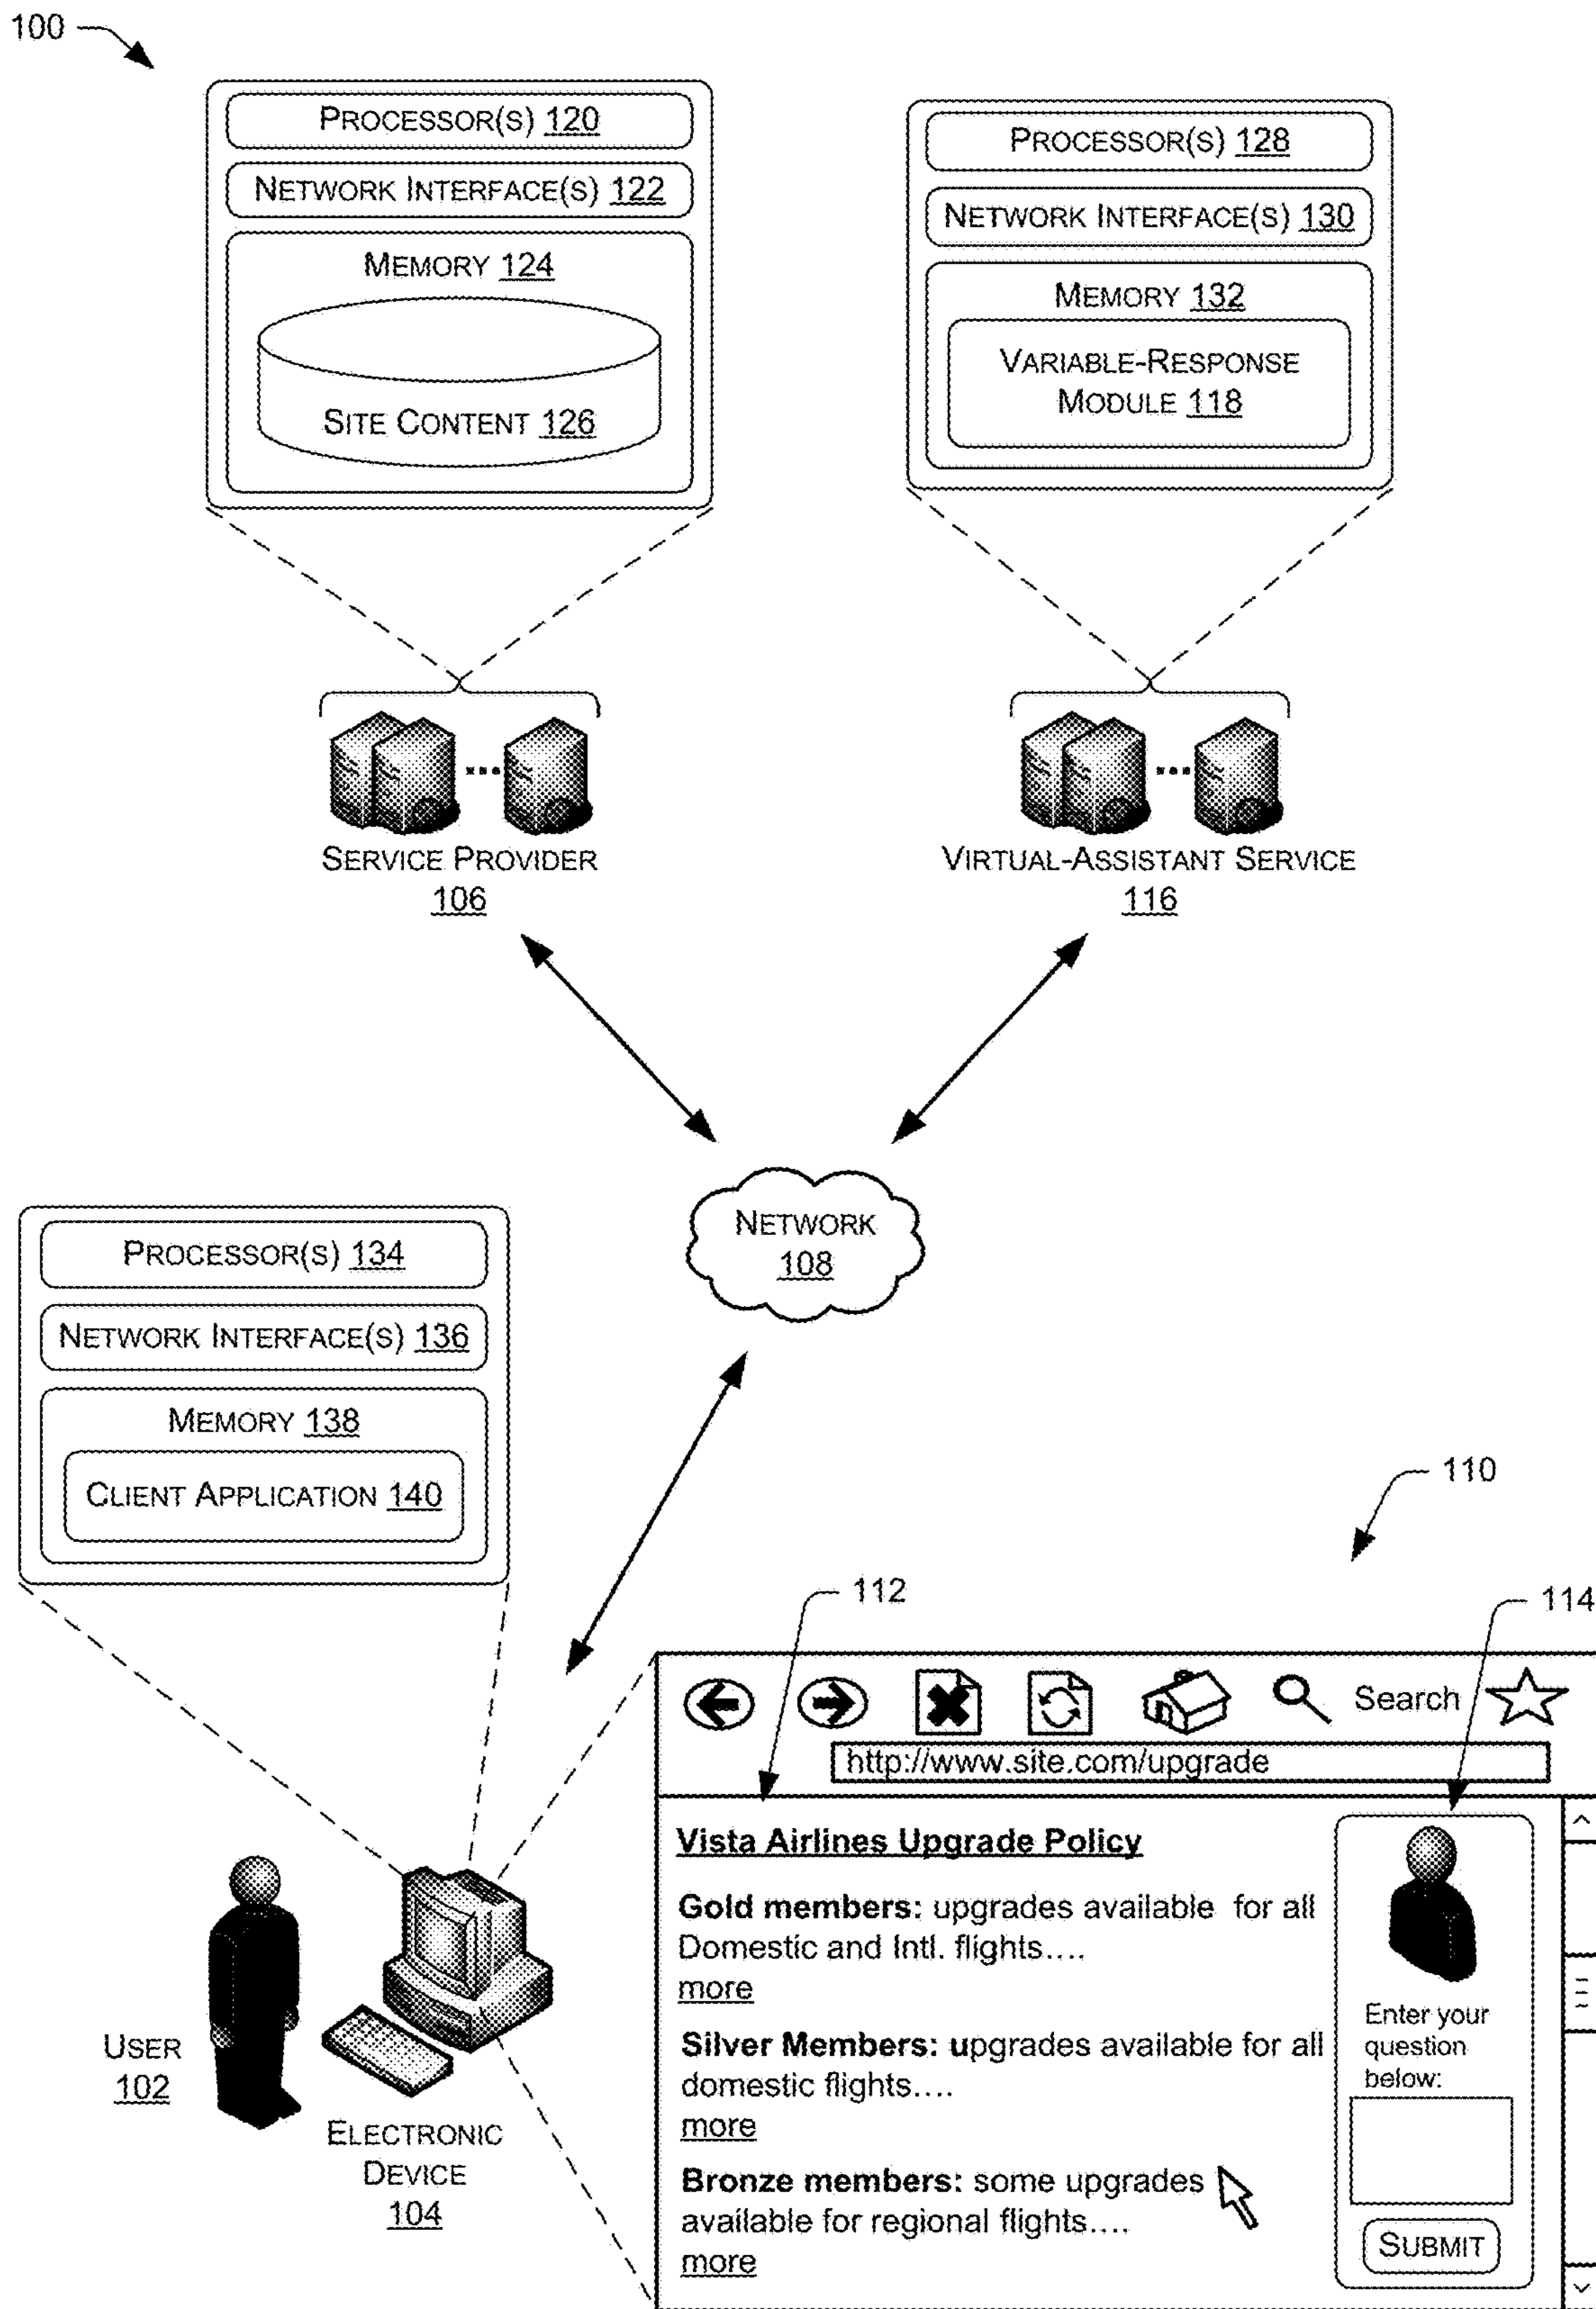 100
PROCESSOR(S) 120
NETWORK INTERFACE(S) 122
MEMORY 124
SITE CONTENT 126
PROCESSOR(S) 128
NETWORK INTERFACE(S) 130
MEMORY 132
VARIABLE-RESPONSE
MODULE 118
SERVICE PROVIDER
106
VIRTUAL-ASSISTANT SERVICE
116
NETWORK
108
PROCESSOR(S) 134
NETWORK INTERFACE(S) 136
MEMORY 138
CLIENT APPLICATION 140
110
112
114
Search
http://www.site.com/upgrade
Vista Airlines Upgrade Policy
Gold members: upgrades available for all
Domestic and Intl. flights....
more
Silver Members: upgrades available for all
domestic flights....
more
Bronze members: some upgrades
available for regional flights....
more
Enter your
question
below:
SUBMIT
USER
102
ELECTRONIC
DEVICE
104